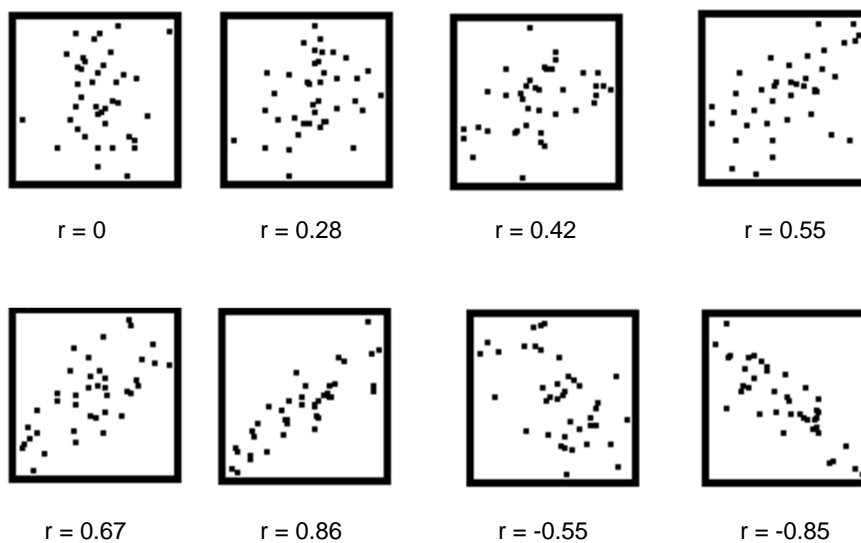 r = 0
r = 0.28
r = 0.42
r = 0.55
r = 0.67
r = 0.86
r = -0.55
r = -0.85